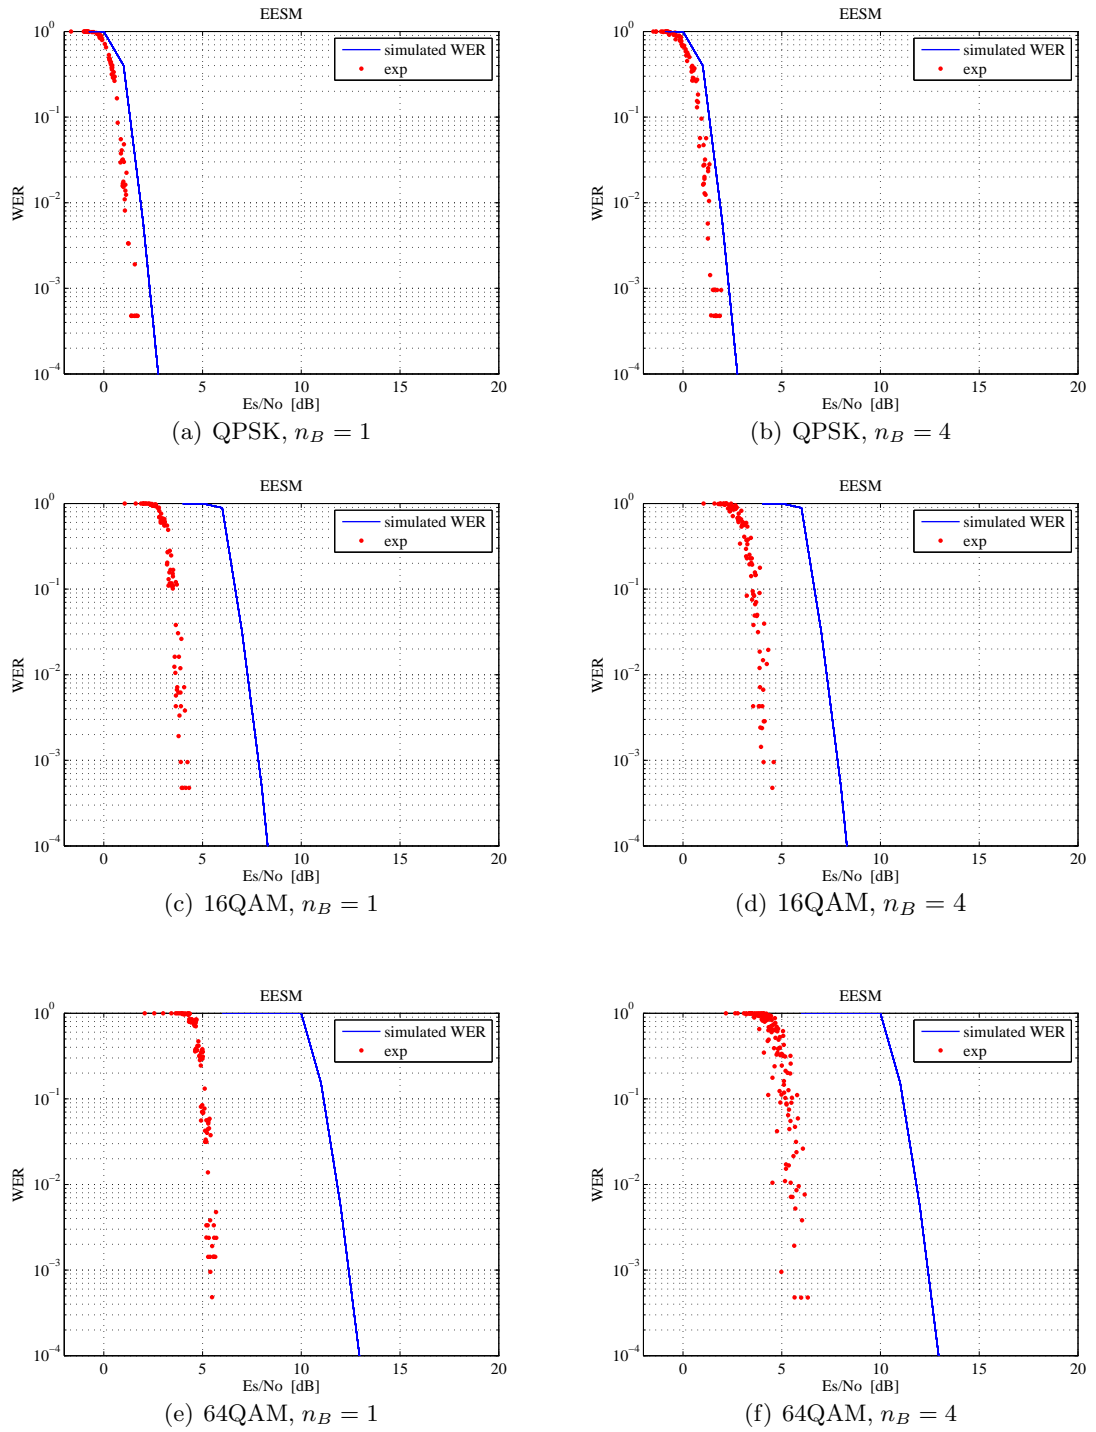 EESM
EESM
10^0
10^-1
10^-2
10^-3
10^-4
WER
simulated WER
exp
0 5 10 15 20
Es/No [dB]
(a) QPSK, n_B = 1
10^0
10^-1
10^-2
10^-3
10^-4
WER
simulated WER
exp
0 5 10 15 20
Es/No [dB]
(b) QPSK, n_B = 4
EESM
EESM
10^0
10^-1
10^-2
10^-3
10^-4
WER
simulated WER
exp
0 5 10 15 20
Es/No [dB]
(c) 16QAM, n_B = 1
10^0
10^-1
10^-2
10^-3
10^-4
WER
simulated WER
exp
0 5 10 15 20
Es/No [dB]
(d) 16QAM, n_B = 4
EESM
EESM
10^0
10^-1
10^-2
10^-3
10^-4
WER
simulated WER
exp
0 5 10 15 20
Es/No [dB]
(e) 64QAM, n_B = 1
10^0
10^-1
10^-2
10^-3
10^-4
WER
simulated WER
exp
0 5 10 15 20
Es/No [dB]
(f) 64QAM, n_B = 4